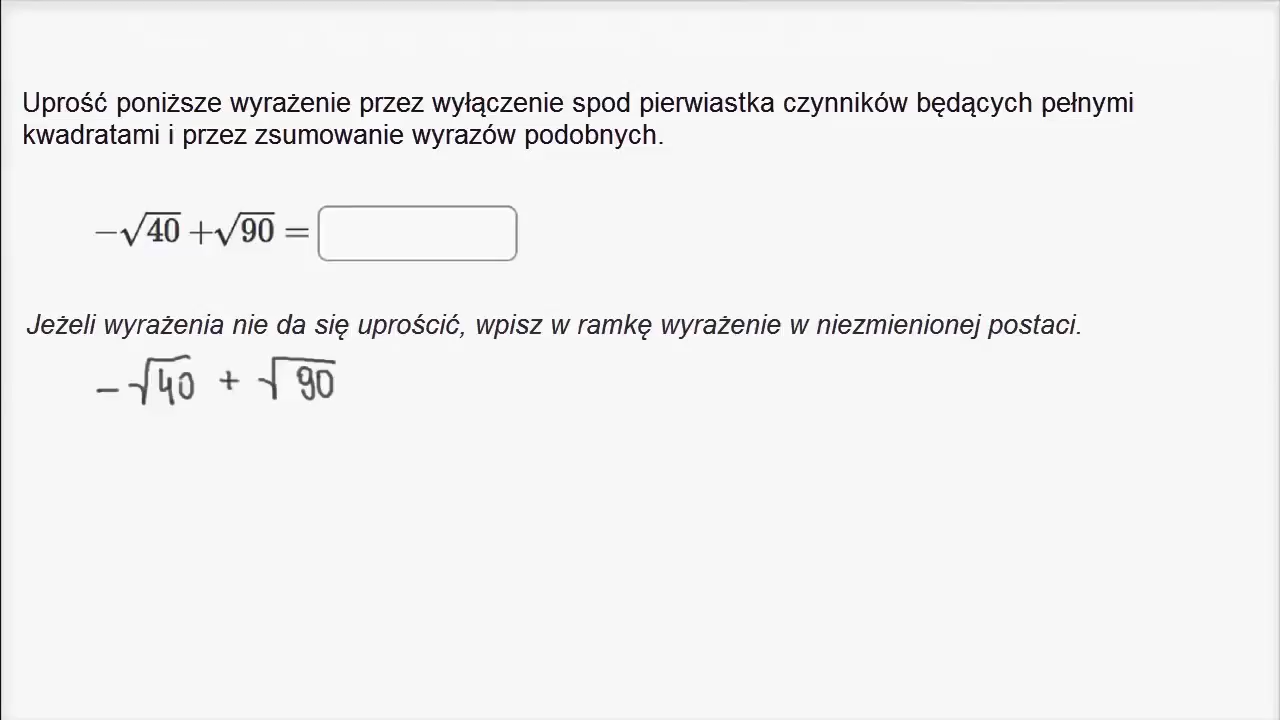 Uprość poniższe wyrażenie przez wyłączenie spod pierwiastka czynników będących pełnymi
kwadratami i przez zsumowanie wyrazów podobnych.
−√40 +√90 =
Jeżeli wyrażenia nie da się uprościć, wpisz w ramkę wyrażenie w niezmienionej postaci.
−√40 + √90